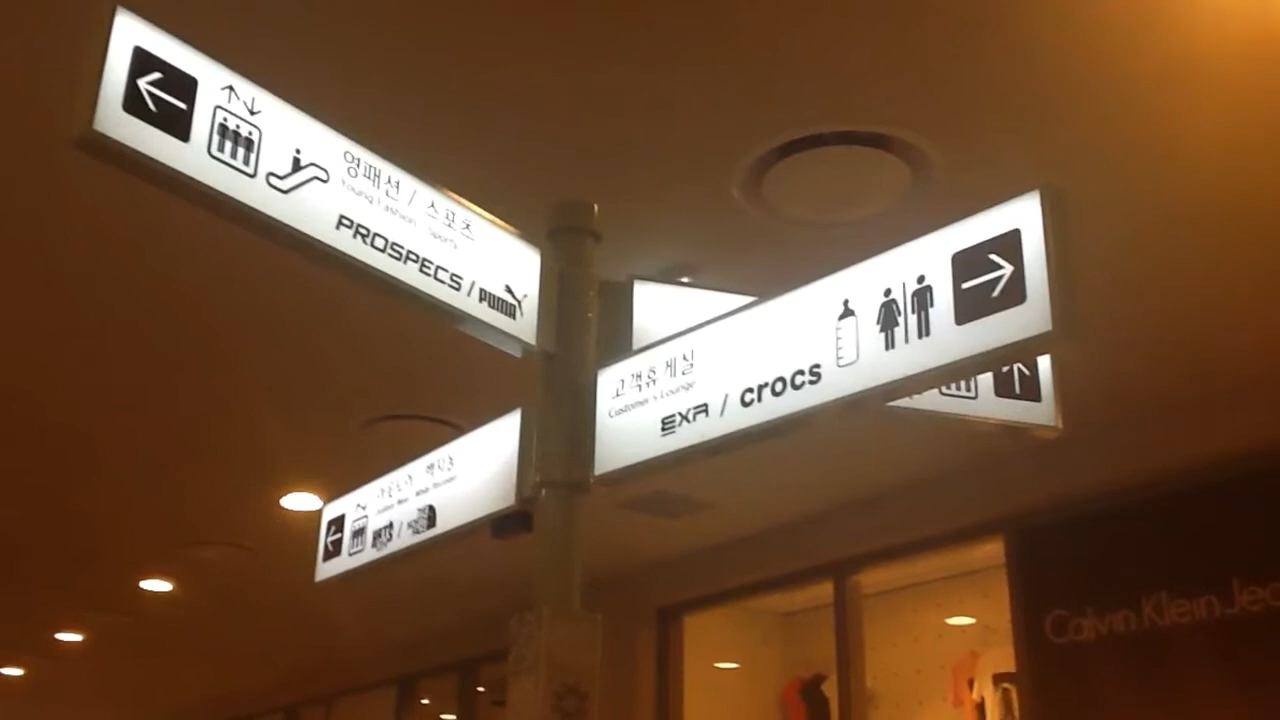 영패션 / 스포츠
Young Fashion Sports
PROSPECS / PUMA
고객휴게실
Customer's Lounge
EXR / crocs
Calvin Klein Jea